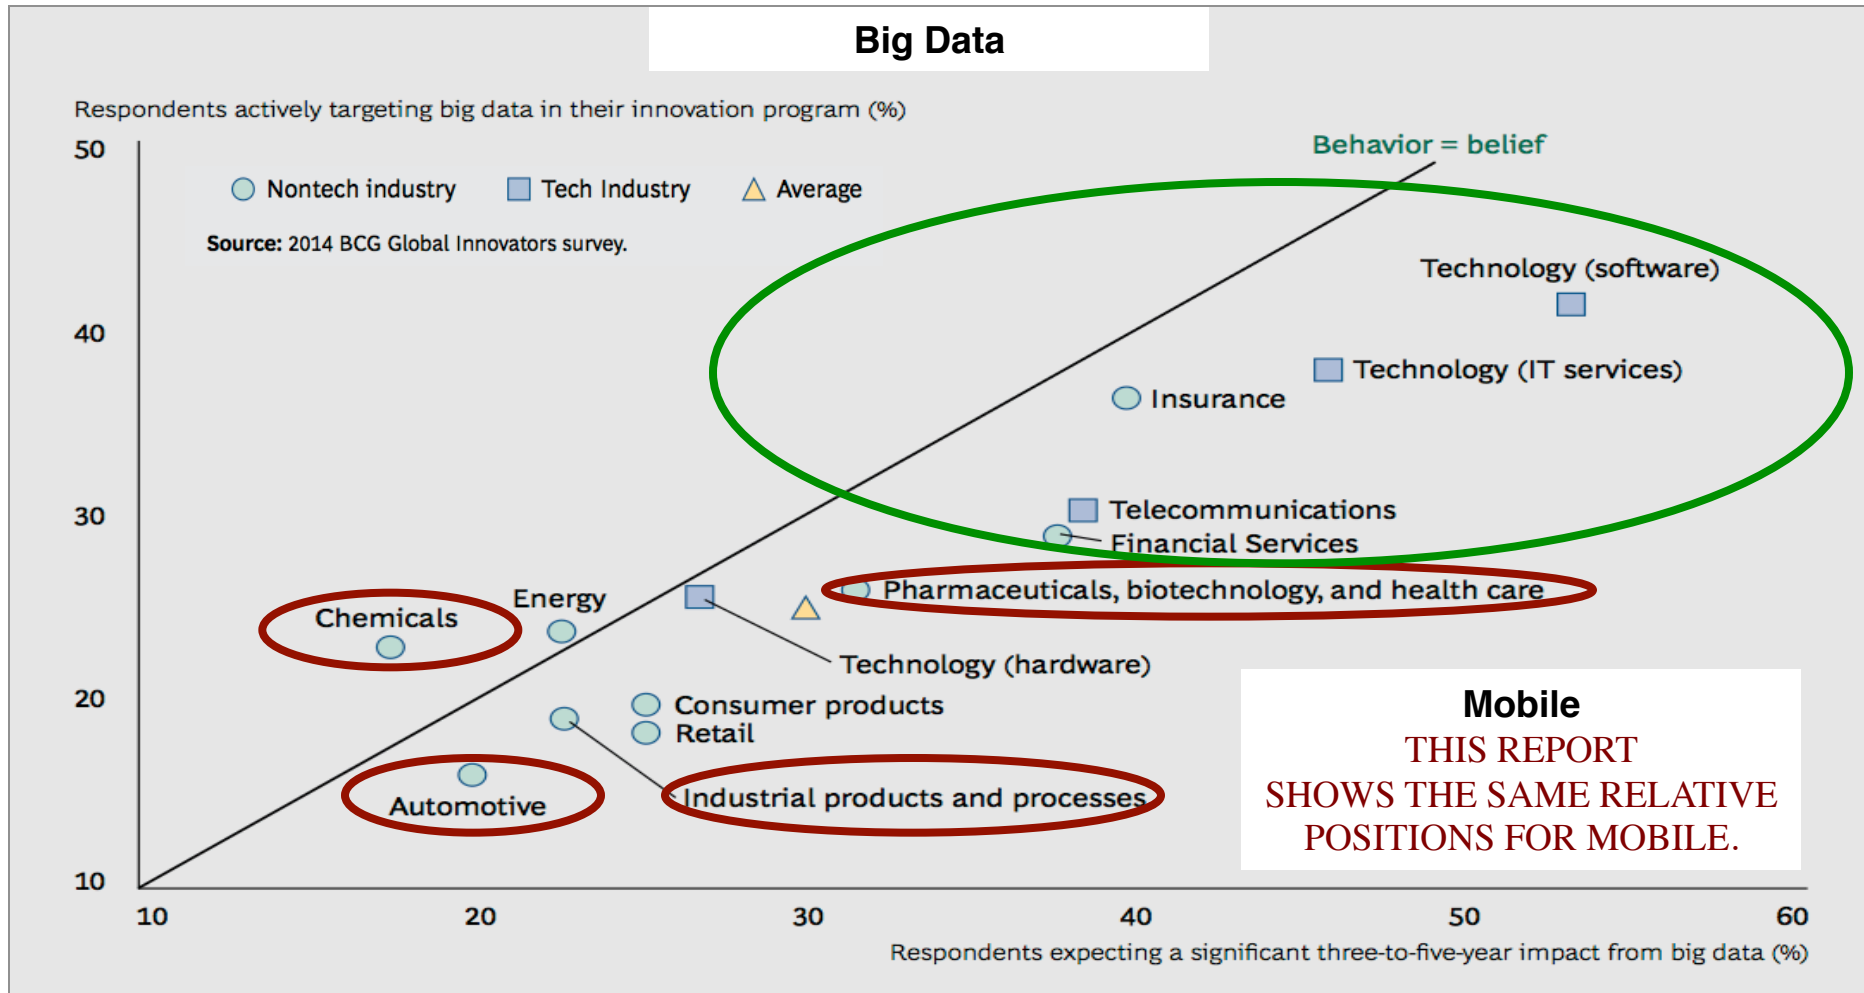 Big Data
Respondents actively targeting big data in their innovation program (%)
50
Behavior = belief
Nontech industry
Tech Industry
Average
Source: 2014 BCG Global Innovators survey.
Technology (software)
40
Technology (IT services)
Insurance
30
Telecommunications
Financial Services
Pharmaceuticals, biotechnology, and health care
Energy
Chemicals
Technology (hardware)
20
Consumer products
Retail
Mobile
THIS REPORT
SHOWS THE SAME RELATIVE
POSITIONS FOR MOBILE.
Industrial products and processes
Automotive
10
10 20 30 40 50 60
Respondents expecting a significant three-to-five-year impact from big data (%)